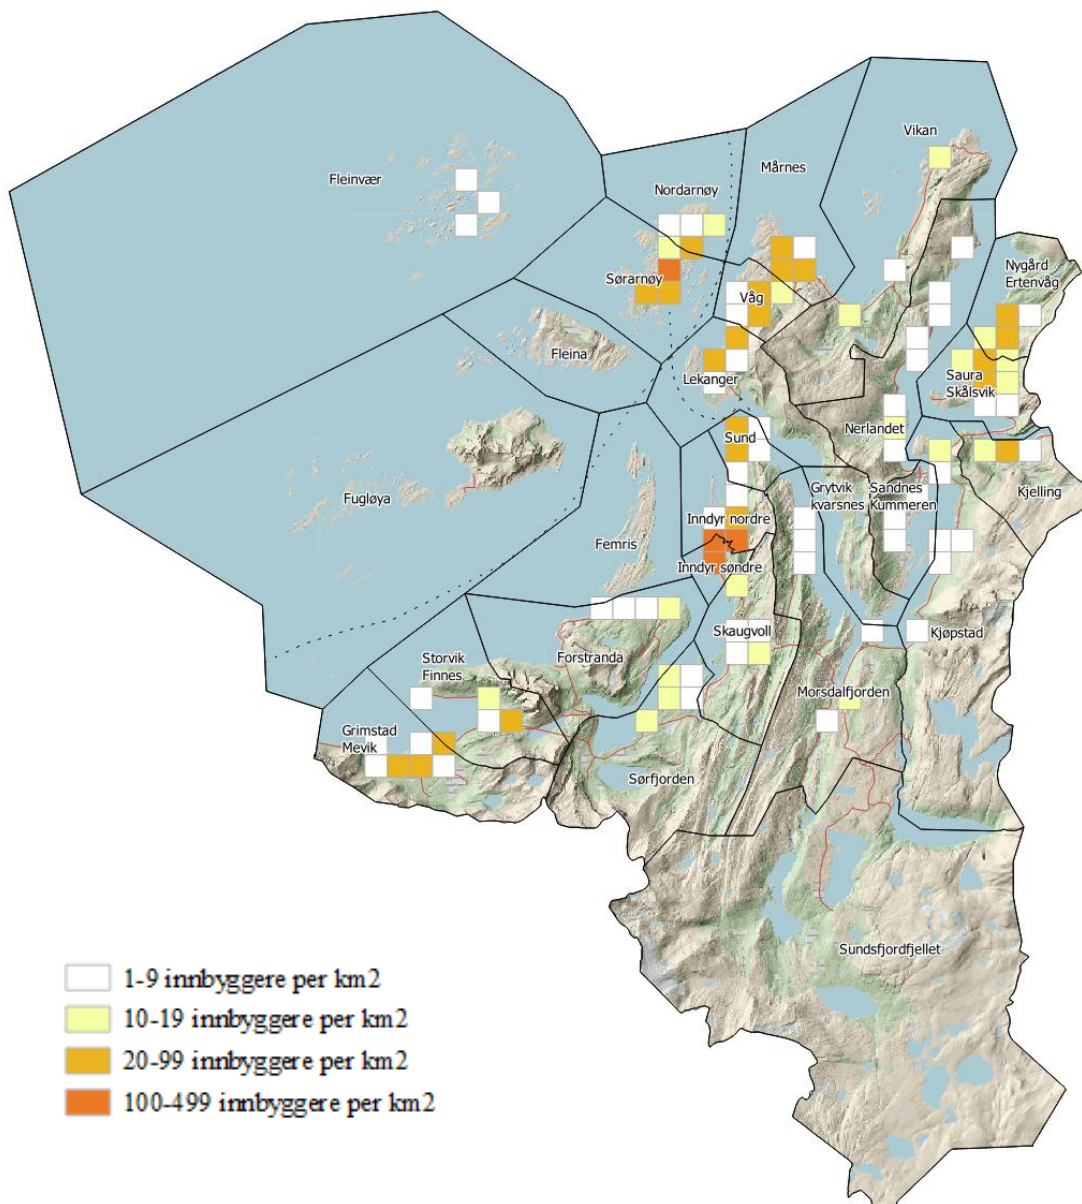 Vikan
Mårnes
Fleinvær
Nordarnøy
Nygård
Ertenvåg
Sørarnøy
Våg
Fleina
Lekanger
Saura
Skålsvik
Nerlandet
Sund
Fugløya
Grytvik
kvarsnes
Sandnes
Kummeren
Kjelling
Inndyr nordre
Femris
Inndyr søndre
Skaugvoll
Kjøpstad
Forstranda
Storvik
Finnes
Morsdalfjorden
Grimstad
Mevik
Sørfjorden
Sundsfjordfjellet
1-9 innbyggere per km2
10-19 innbyggere per km2
20-99 innbyggere per km2
100-499 innbyggere per km2